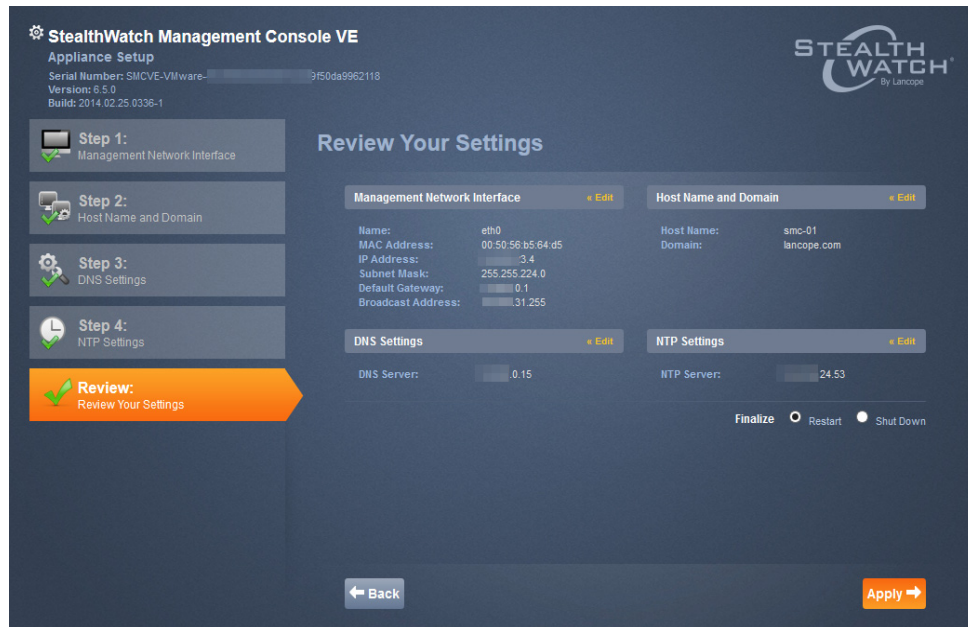 StealthWatch Management Console VE
Appliance Setup
Serial Number: SMCVE-VMware- 9f50da9962118
Version: 6.5.0
Build: 2014.02.25.0336-1
STEALTH
WATCH
By Lancope
Step 1:
Management Network Interface
Step 2:
Host Name and Domain
Step 3:
DNS Settings
Step 4:
NTP Settings
Review:
Review Your Settings
Review Your Settings
Management Network Interface « Edit
Name: eth0
MAC Address: 00:50:56:b5:64:d5
IP Address: 3.4
Subnet Mask: 255.255.224.0
Default Gateway: 0.1
Broadcast Address: .31.255
Host Name and Domain « Edit
Host Name: smc-01
Domain: lancope.com
DNS Settings « Edit
DNS Server: .0.15
NTP Settings « Edit
NTP Server: 24.53
Finalize Restart Shut Down
Back
Apply